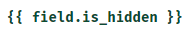 {{ field.is_hidden }}